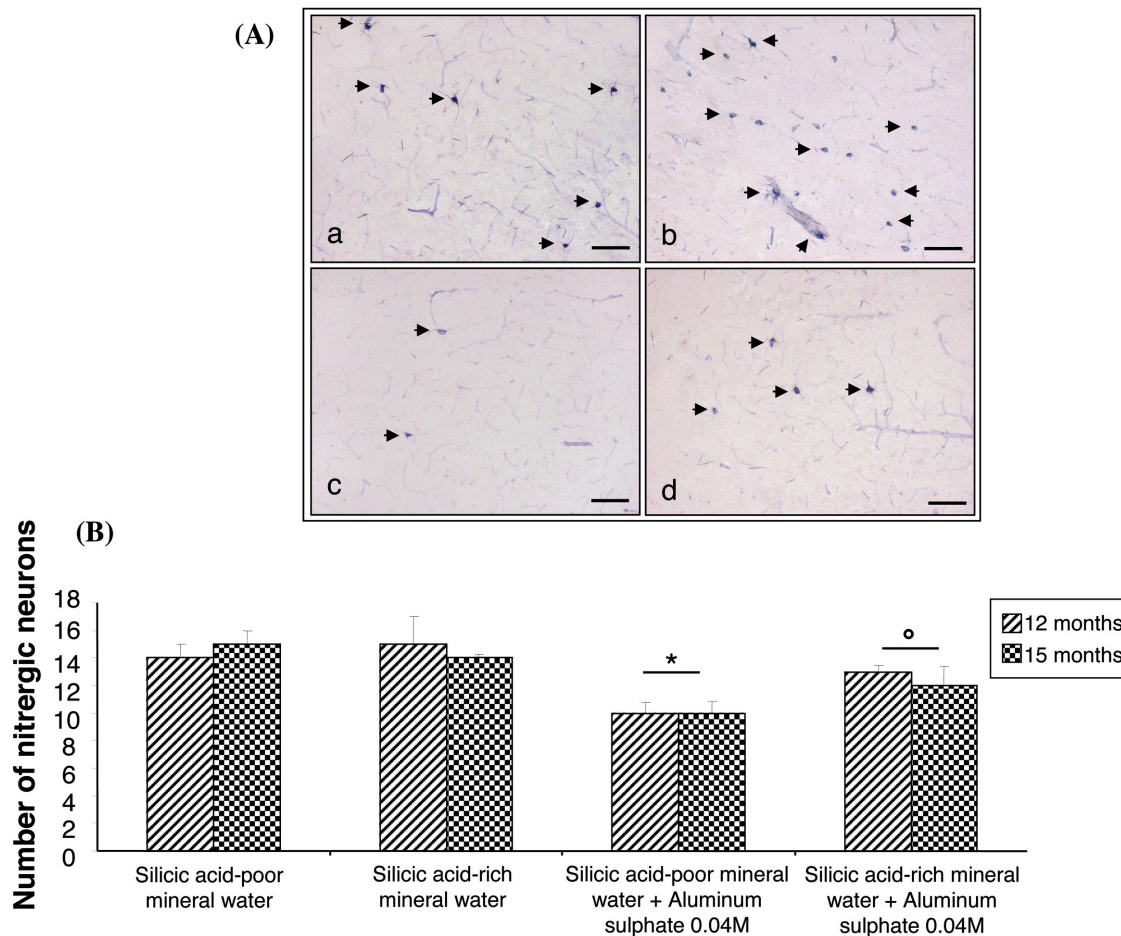 (A)
a
b
c
d
(B)
Number of nitrergic neurons
18
16
14
12
10
8
6
4
2
0
*
°
12 months
15 months
Silicic acid-poor
mineral water
Silicic acid-rich
mineral water
Silicic acid-poor mineral
water + Aluminum
sulphate 0.04M
Silicic acid-rich mineral
water + Aluminum
sulphate 0.04M